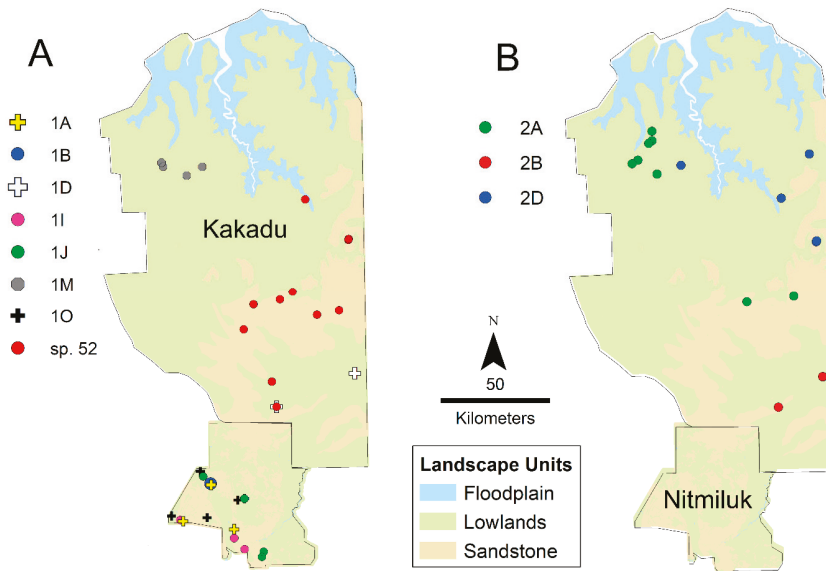 A
1A
1B
1D
1I
1J
1M
1O
sp. 52
Kakadu
B
2A
2B
2D
N
50
Kilometers
Landscape Units
Floodplain
Lowlands
Sandstone
Nitmiluk